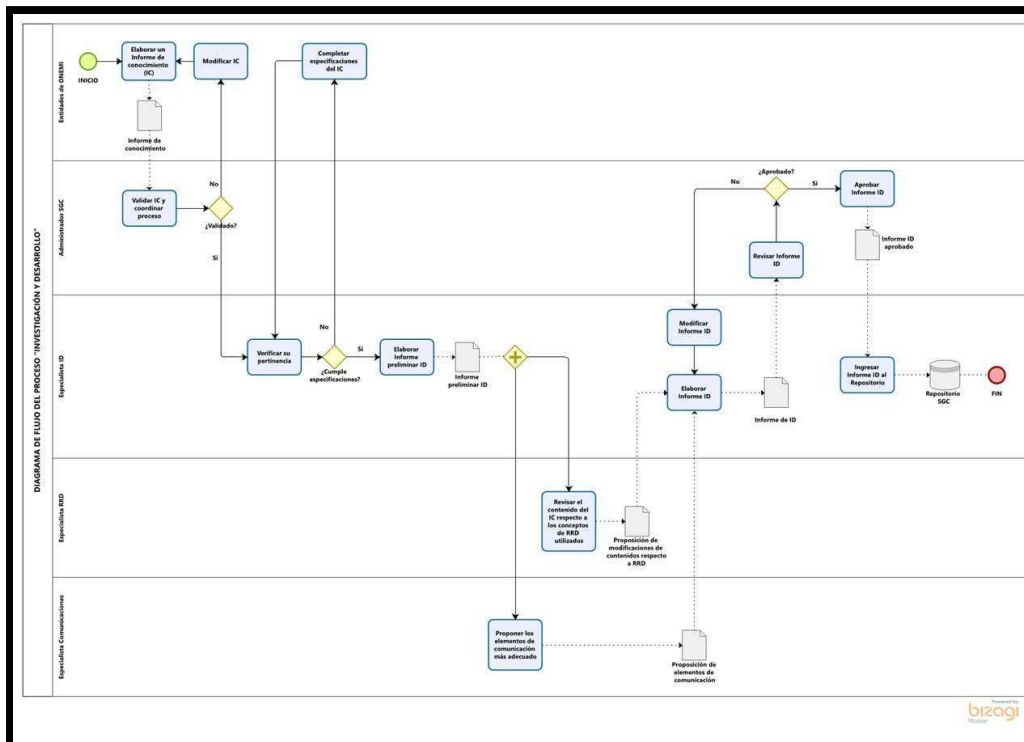 DIAGRAMA DE FLUJO DEL PROCESO "INVESTIGACIÓN Y DESARROLLO"
Entidades de ONEMI
INICIO
Elaborar un
Informe de
conocimiento
(IC)
Modificar IC
Completar
especificaciones
del IC
Informe de
conocimiento
Administrador SGC
Validar IC y
coordinar
proceso
No
¿Validado?
Si
¿Aprobado?
No
Si
Aprobar
Informe ID
Revisar Informe
ID
Informe ID
aprobado
Especialista ID
Verificar su
pertinencia
No
Si
¿Cumple
especificaciones?
Elaborar
Informe
preliminar ID
Informe
preliminar ID
Modificar
Informe ID
Elaborar
Informe ID
Informe de ID
Ingresar
Informe ID al
Repositorio
Repositorio
SGC
FIN
Especialista RRD
Revisar el
contenido del
IC respecto a
los conceptos
de RRD
utilizados
Proposición de
modificaciones de
contenidos respecto
a RRD
Especialista Comunicaciones
Proponer los
elementos de
comunicación
más adecuado
Proposición de
elementos de
comunicación
Powered by
bizagi
Modeler